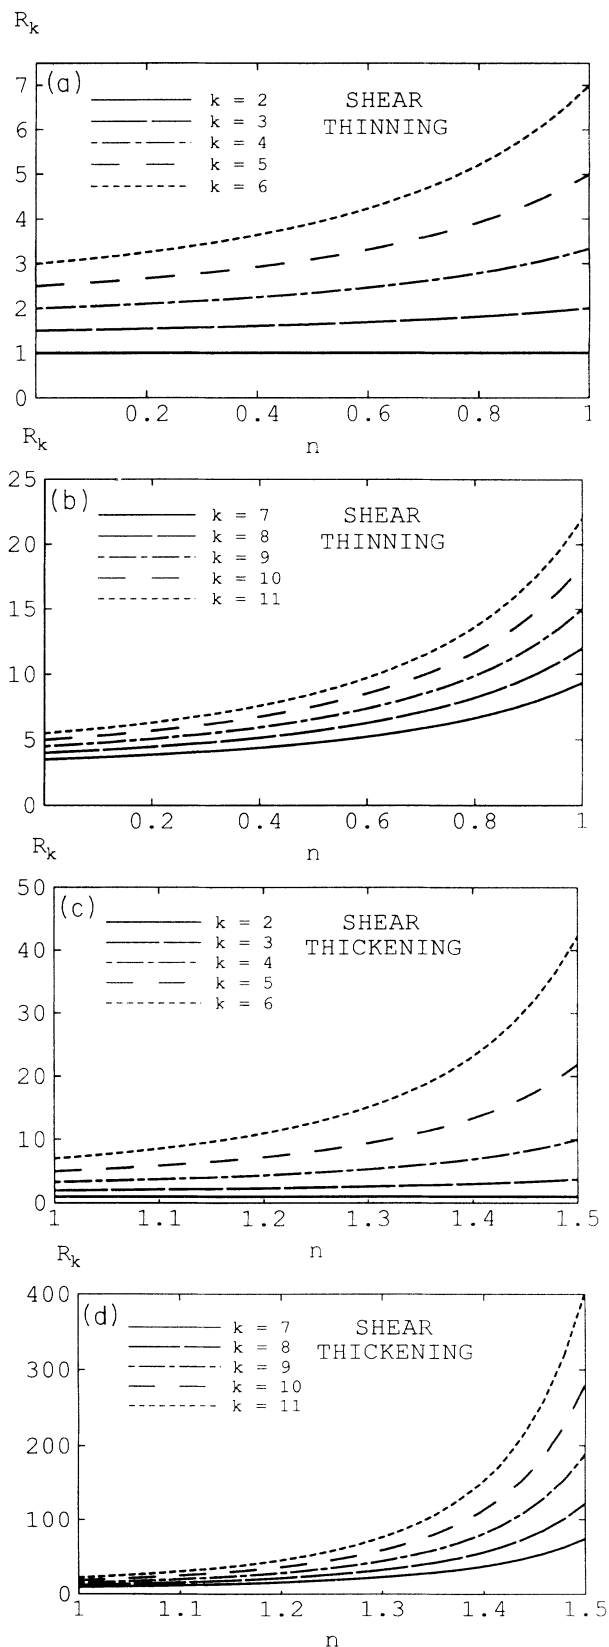 R_k
(a)
7
6
5
4
3
2
1
0
k = 2
k = 3
k = 4
k = 5
k = 6
SHEAR
THINNING
0.2 0.4 0.6 0.8 1
n
R_k
(b)
25
20
15
10
5
0
k = 7
k = 8
k = 9
k = 10
k = 11
SHEAR
THINNING
0.2 0.4 0.6 0.8 1
n
R_k
(c)
50
40
30
20
10
0
k = 2
k = 3
k = 4
k = 5
k = 6
SHEAR
THICKENING
1 1.1 1.2 1.3 1.4 1.5
n
R_k
(d)
400
300
200
100
0
k = 7
k = 8
k = 9
k = 10
k = 11
SHEAR
THICKENING
1 1.1 1.2 1.3 1.4 1.5
n